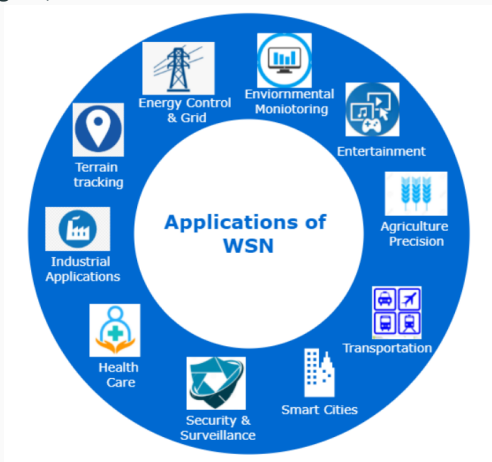 Energy Control
& Grid
Enviornmental
Moniotoring
Entertainment
Agriculture
Precision
Transportation
Smart Cities
Security &
Surveillance
Health
Care
Industrial
Applications
Terrain
tracking
Applications of
WSN